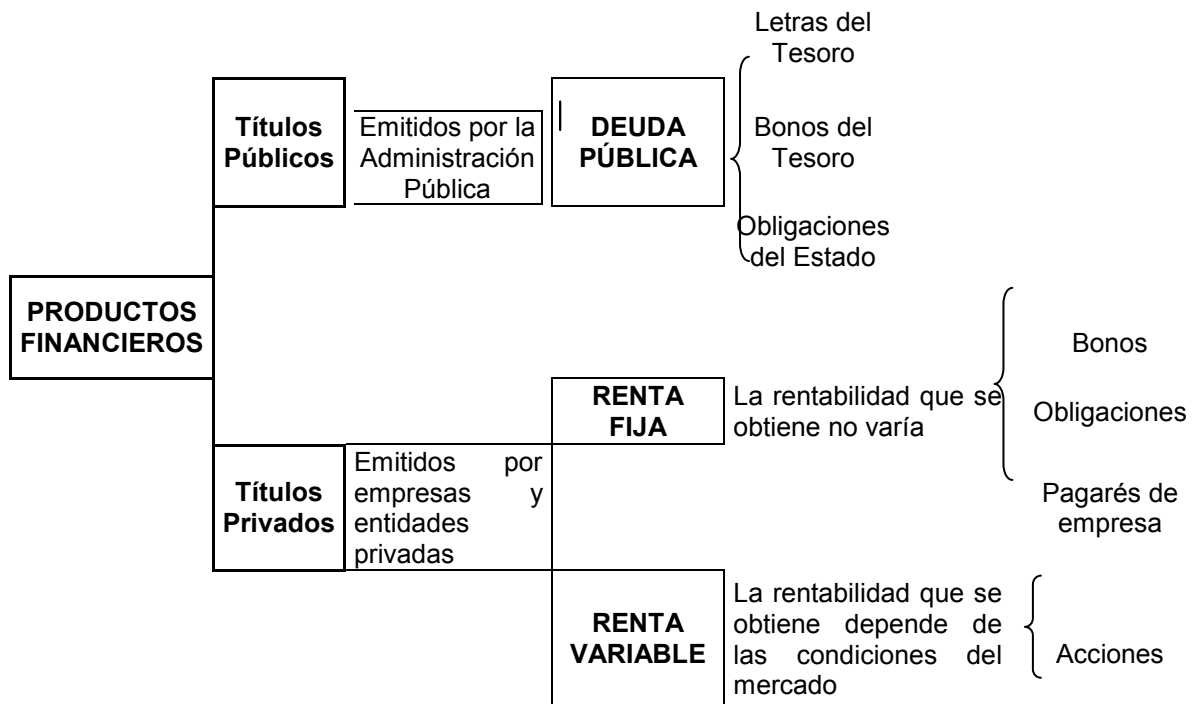 Letras del
Tesoro
Títulos
Públicos
Emitidos por la
Administración
Pública
DEUDA
PÚBLICA
Bonos del
Tesoro
Obligaciones
del Estado
PRODUCTOS
FINANCIEROS
Títulos
Privados
Emitidos por
empresas y
entidades
privadas
RENTA
FIJA
La rentabilidad que se
obtiene no varía
Bonos
Obligaciones
Pagarés de
empresa
RENTA
VARIABLE
La rentabilidad que se
obtiene depende de
las condiciones del
mercado
Acciones